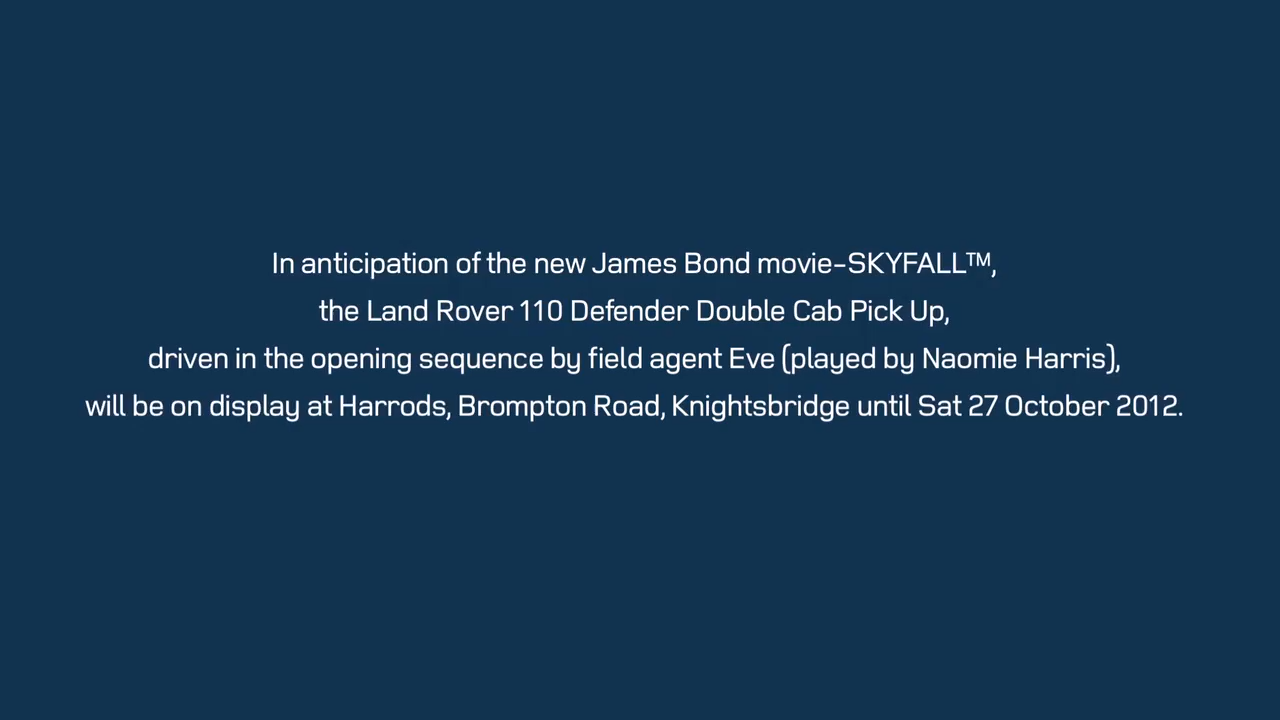 In anticipation of the new James Bond movie-SKYFALL™,
the Land Rover 110 Defender Double Cab Pick Up,
driven in the opening sequence by field agent Eve (played by Naomie Harris),
will be on display at Harrods, Brompton Road, Knightsbridge until Sat 27 October 2012.